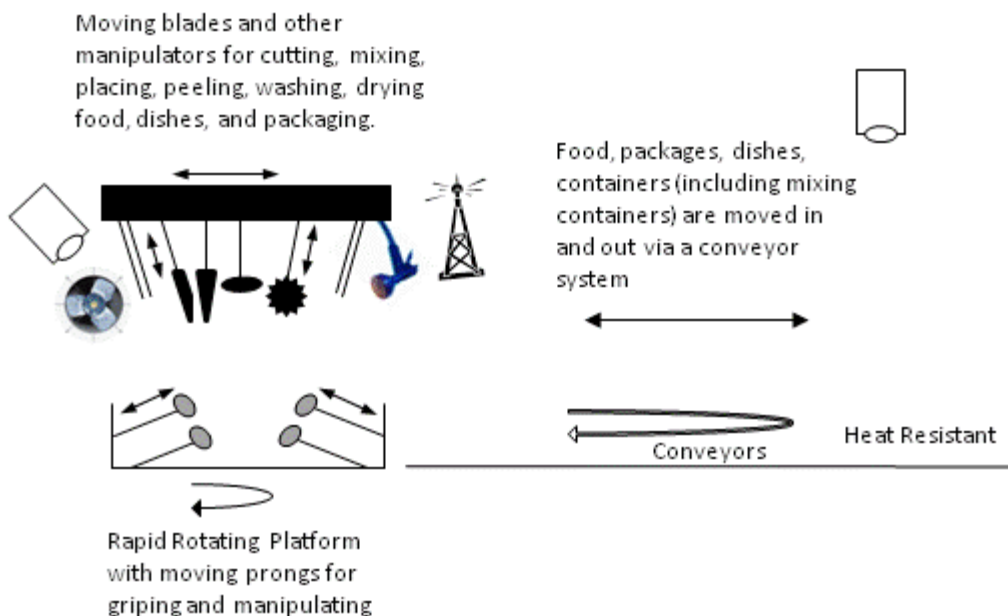 Moving blades and other
manipulators for cutting, mixing,
placing, peeling, washing, drying
food, dishes, and packaging.
Food, packages, dishes,
containers (including mixing
containers) are moved in
and out via a conveyor
system
Conveyors
Heat Resistant
Rapid Rotating Platform
with moving prongs for
griping and manipulating